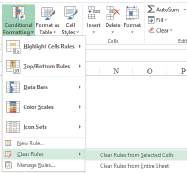 Conditional Formatting
Format as Table
Cell Styles
Insert
Delete
Format
AutoSum
Fill
Clear
Cells
Highlight Cells Rules
Top/Bottom Rules
N O P
Data Bars
Color Scales
Icon Sets
New Rule...
Clear Rules
Clear Rules from Selected Cells
Manage Rules...
Clear Rules from Entire Sheet